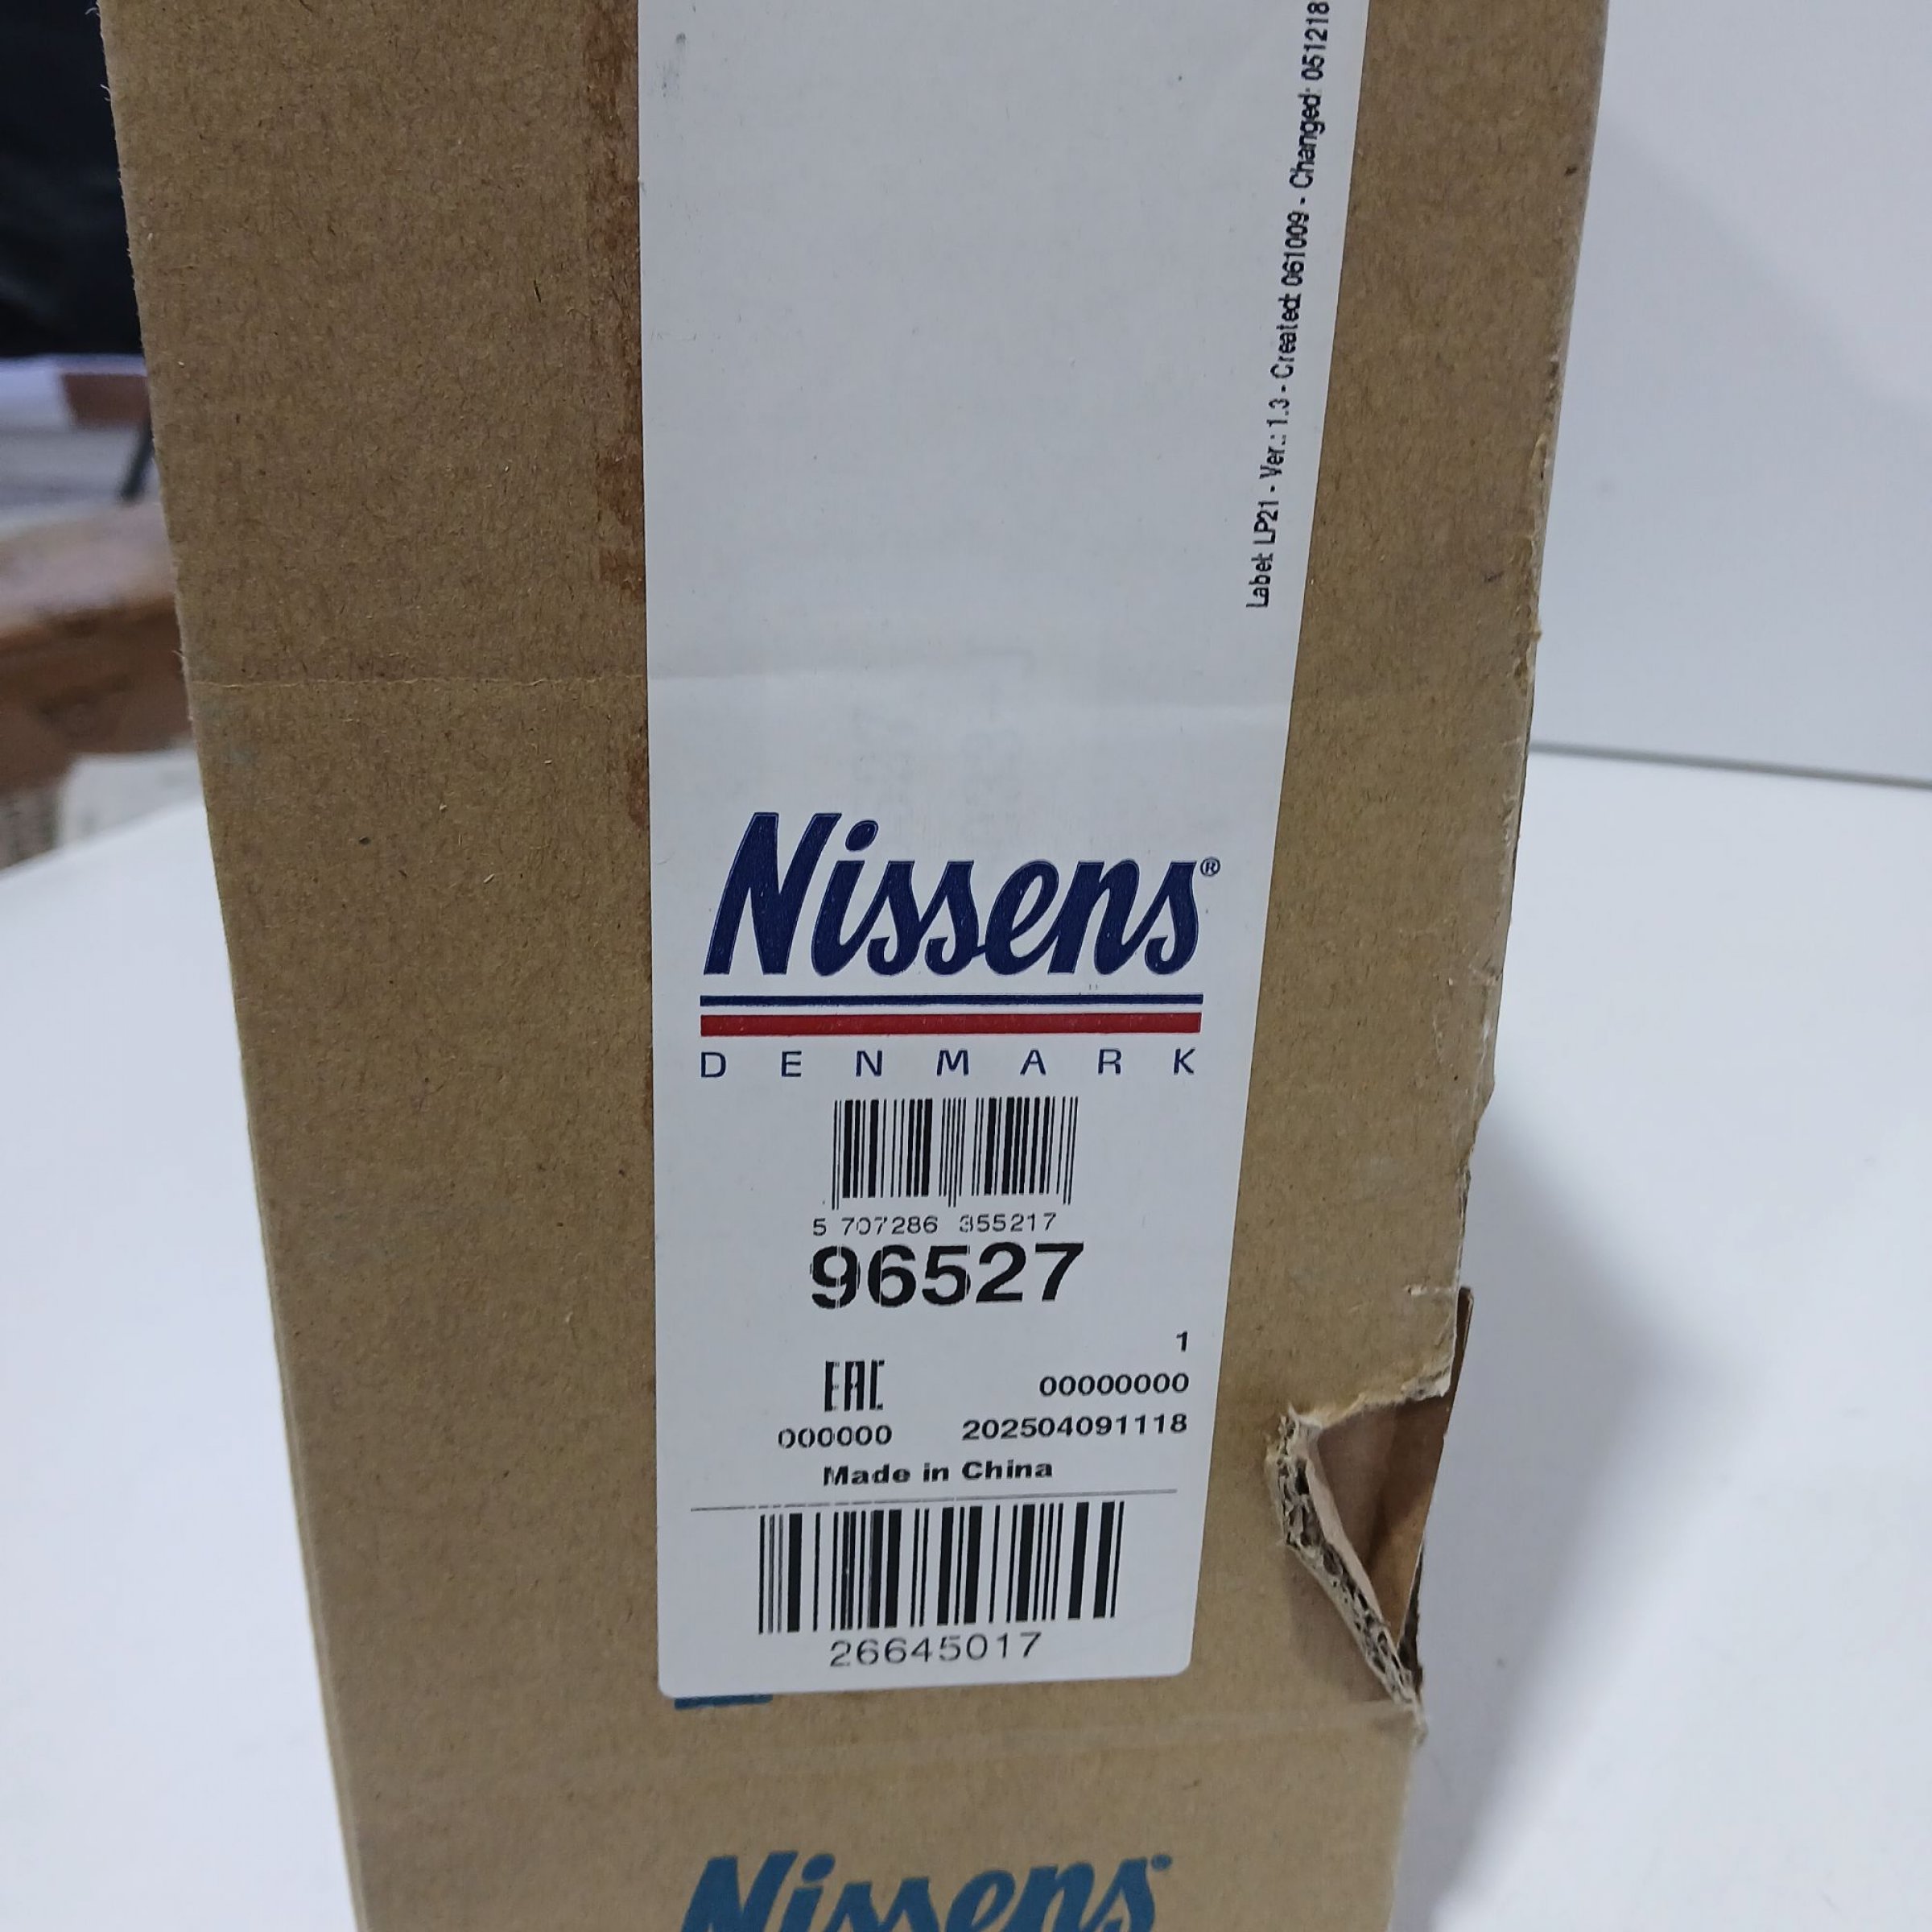 Label: LP21 - Ver.: 1.3 - Created: 061009 - Changed: 051218
Nissens®
DENMARK
5 707286 355217
96527
1
EAC
00000000
000000 202504091118
Made in China
26645017
Nissens